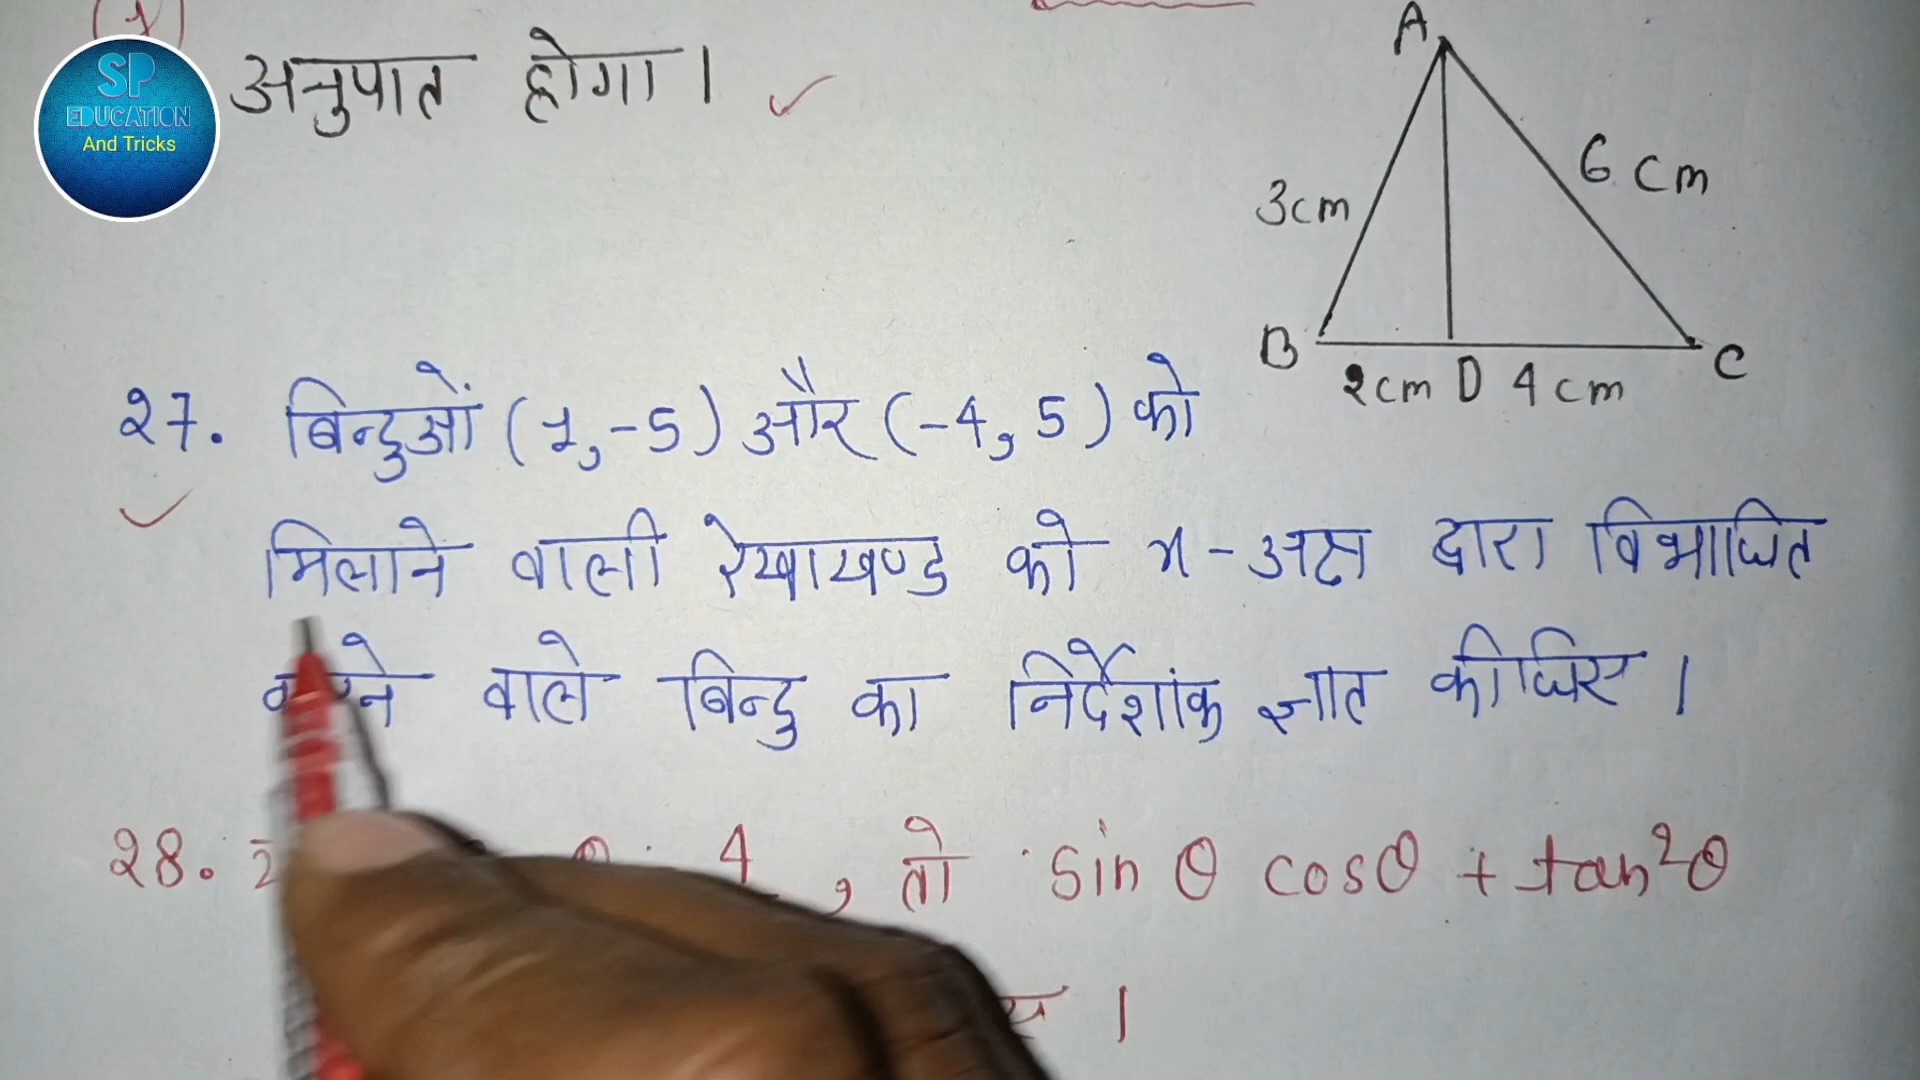 SP
EDUCATION
And Tricks
अनुपात होगा।
A
3cm
6 cm
B
2cm D 4 cm
C
27. बिन्दुओं (1,-5) और (-4, 5) को
मिलाने वाली रेखाखण्ड को x-अक्ष द्वारा विभाजित
वाले बिन्दु का निर्देशांक ज्ञात कीजिए।
28. 4, तो sin θ cosθ + tan²θ